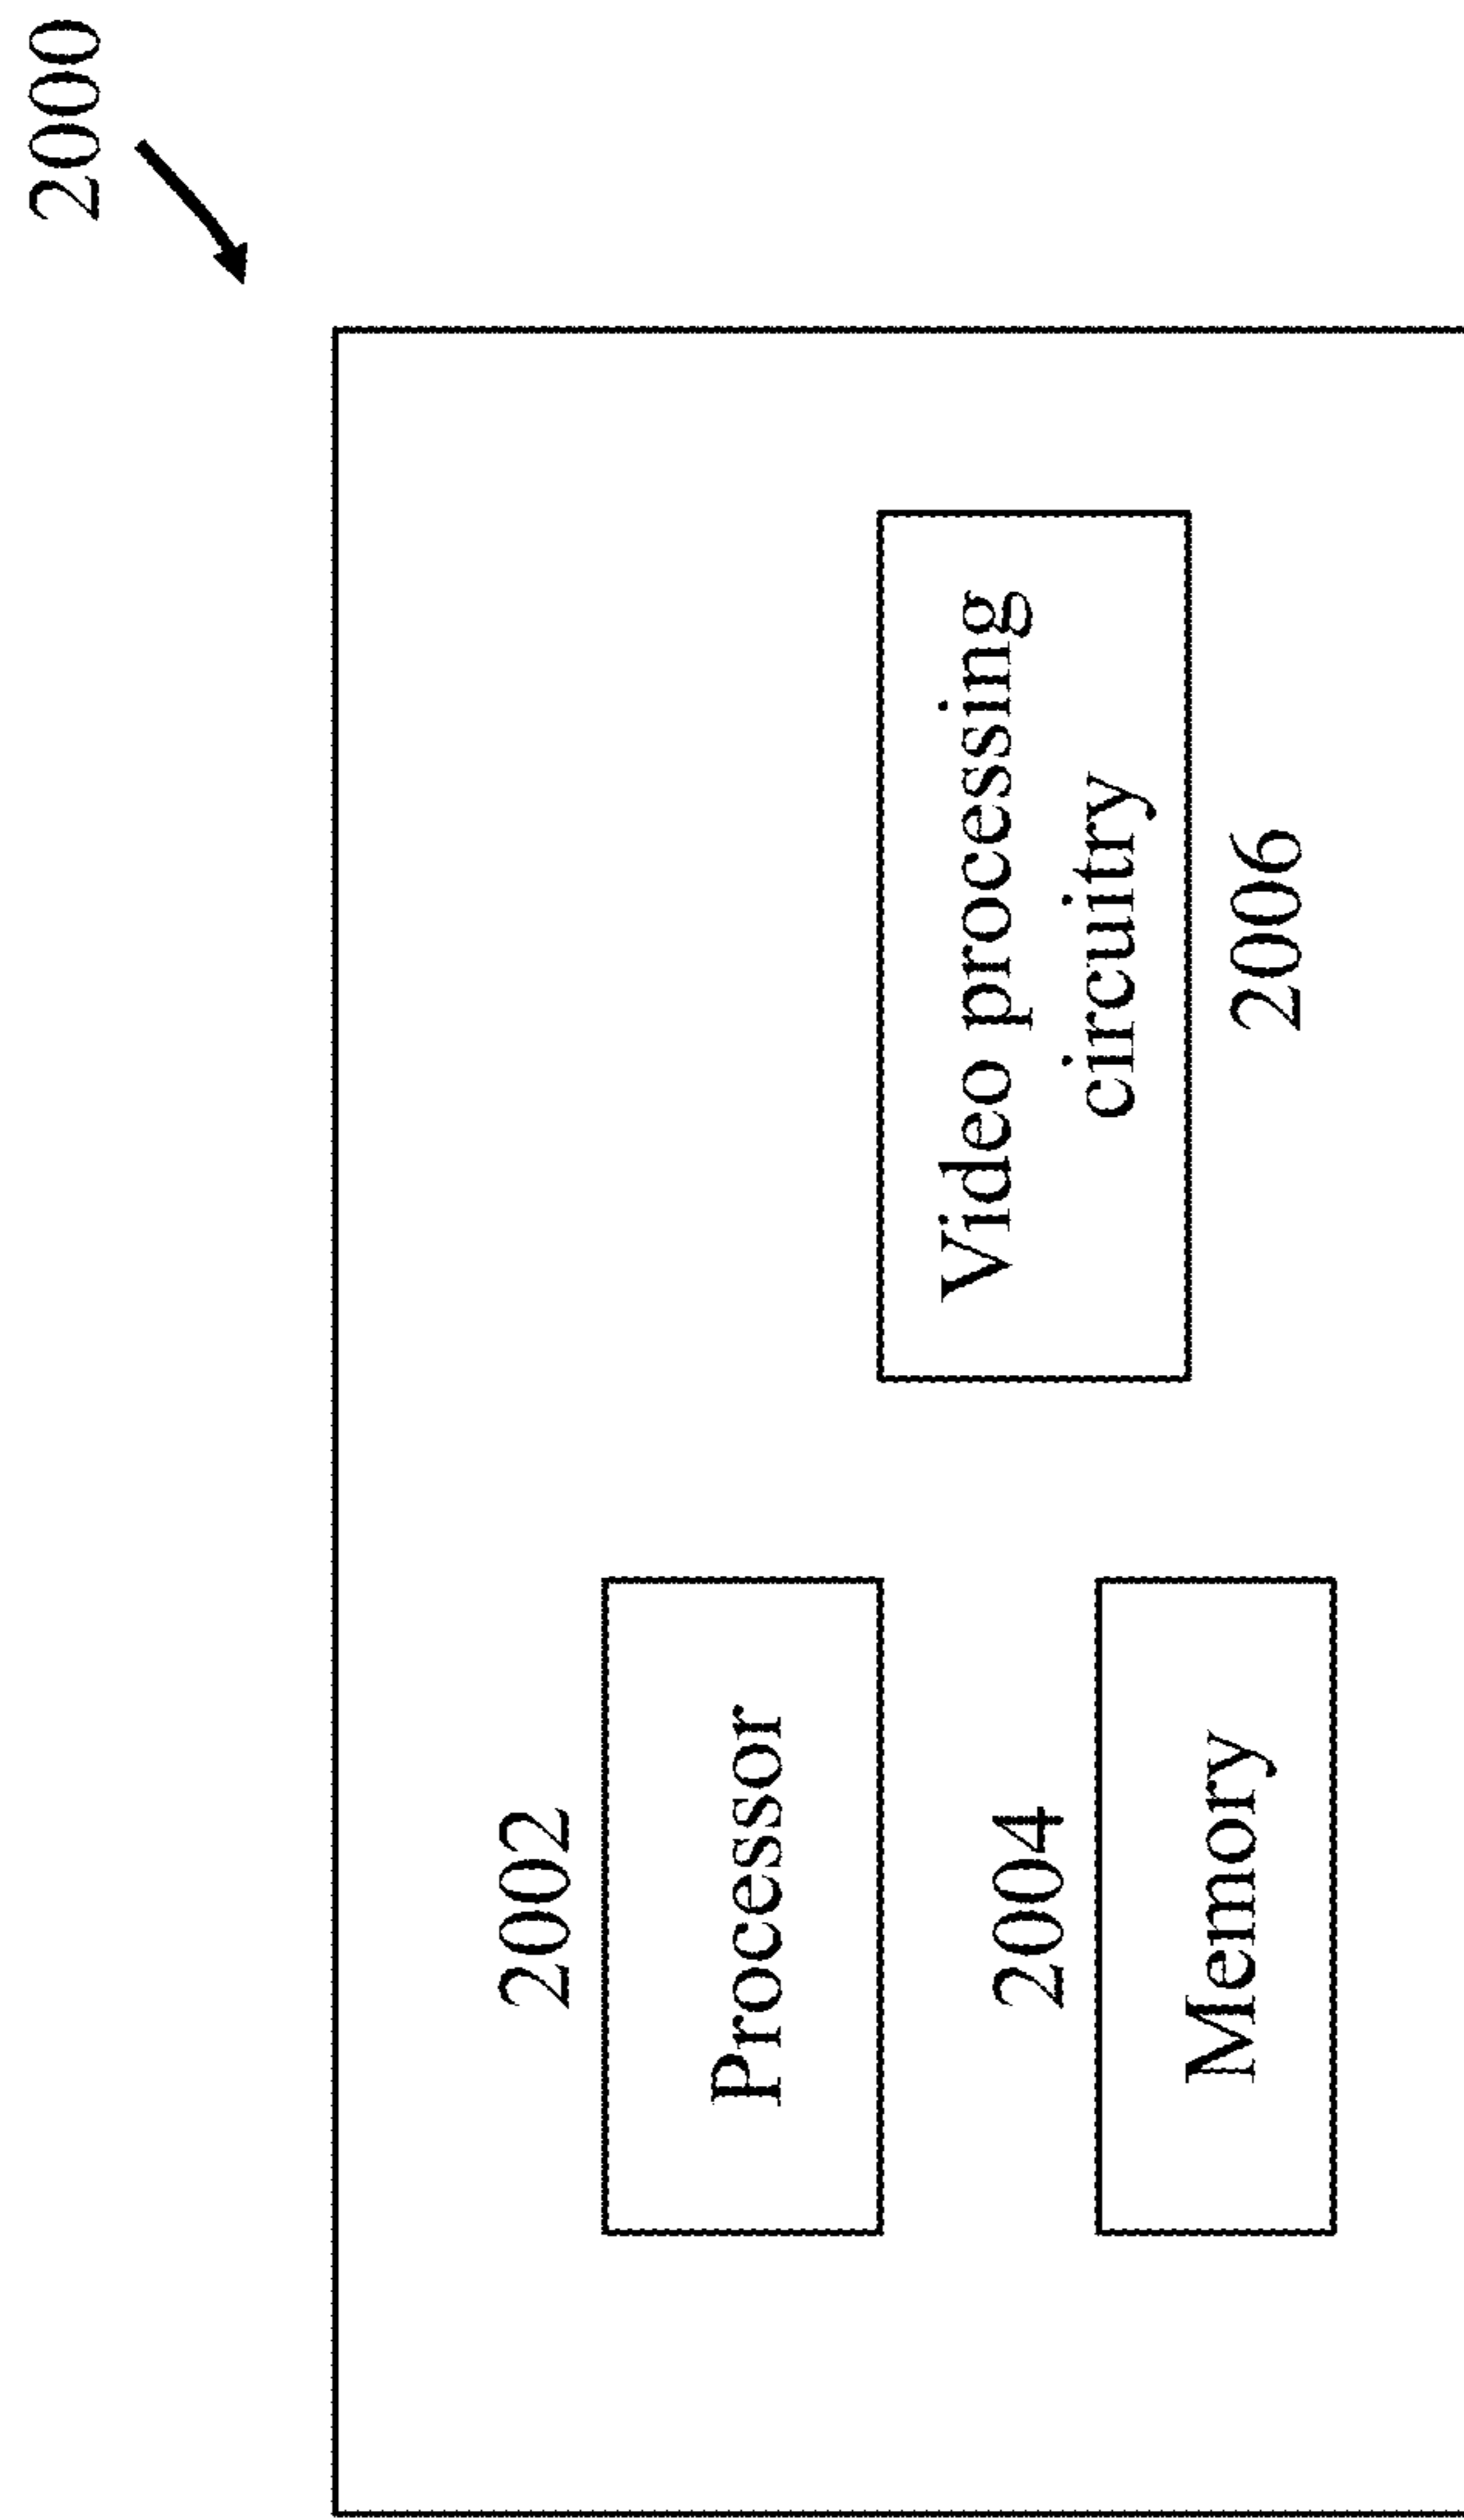 2000
2002
Processor
2004
Memory
Video processing
circuitry
2006